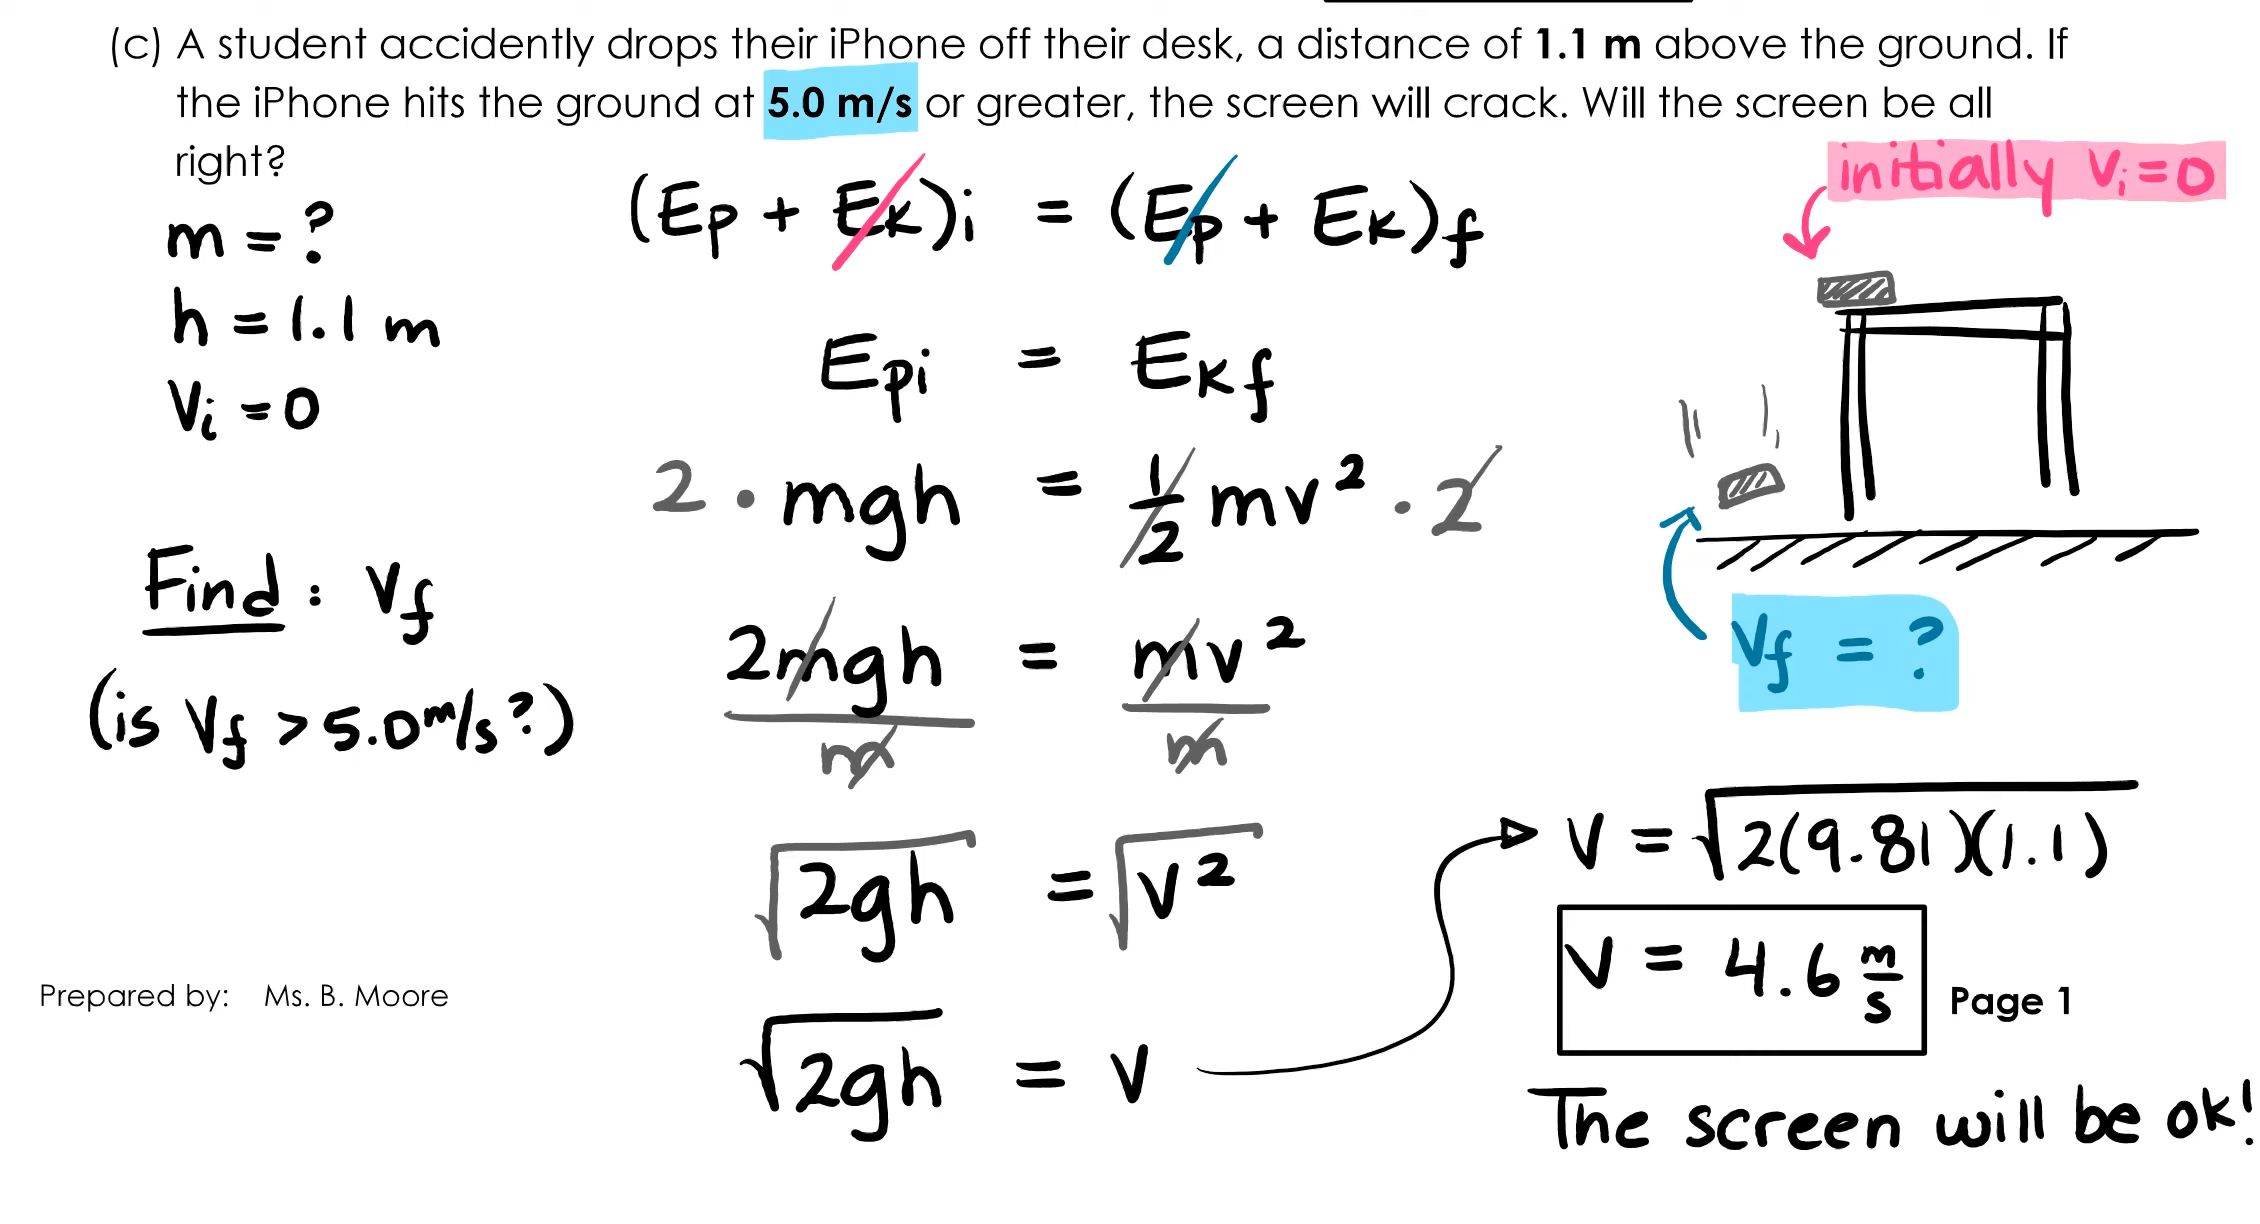 (c) A student accidently drops their iPhone off their desk, a distance of 1.1 m above the ground. If
the iPhone hits the ground at 5.0 m/s or greater, the screen will crack. Will the screen be all
right?
initially Vi = 0
m = ?
h = 1.1 m
Vi = 0
Find : Vf
(is Vf > 5.0 m/s ?)
(Ep + Ek)i = (Ep + Ek)f
Epi = Ekf
2 · mgh = 1/2 mv² · 2
2mgh/m = mv²/m
√2gh = √v²
√2gh = v
Vf = ?
V = √2(9.81)(1.1)
V = 4.6 m/s
The screen will be ok!
Prepared by: Ms. B. Moore
Page 1